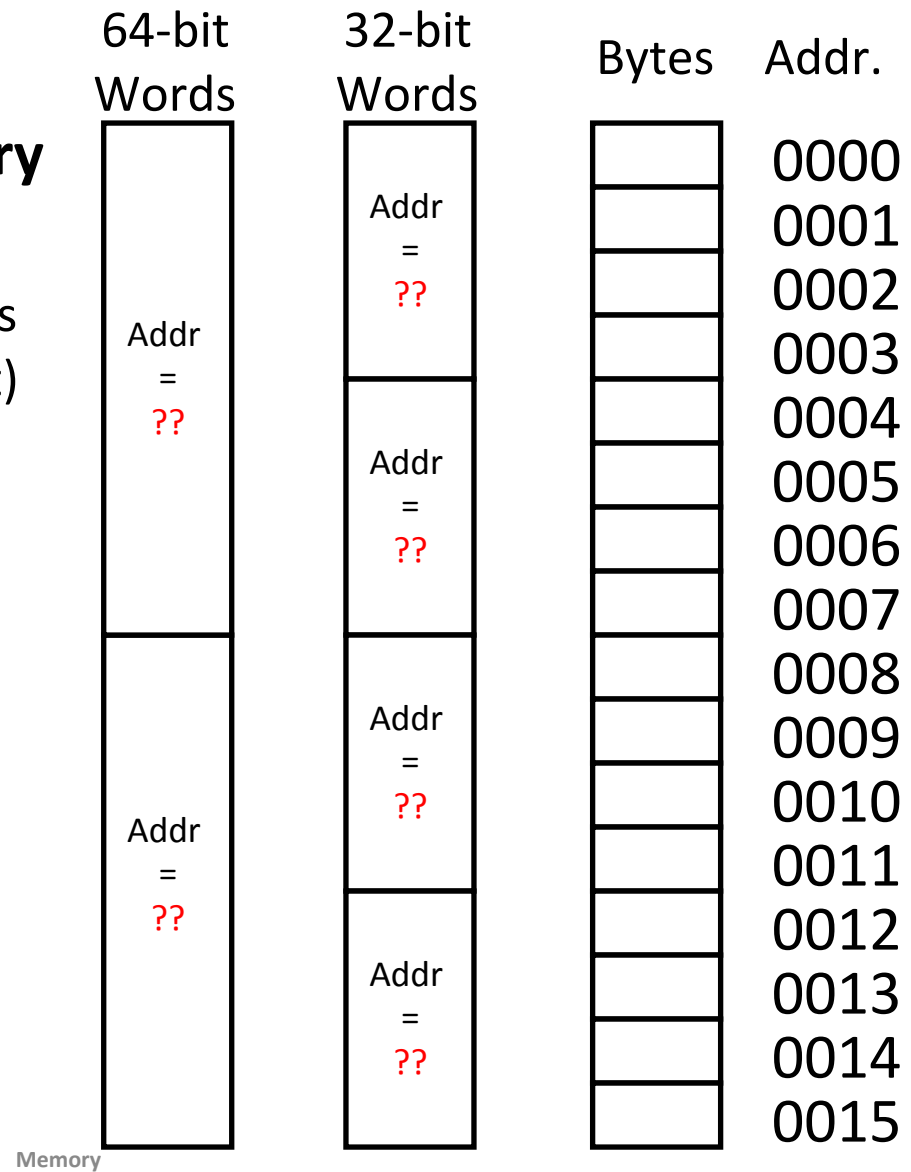 64-bit
Words
32-bit
Words
Bytes
Addr.
ry
s
:)
Addr
=
??
Addr
=
??
Addr
=
??
Addr
=
??
Addr
=
??
Addr
=
??
0000
0001
0002
0003
0004
0005
0006
0007
0008
0009
0010
0011
0012
0013
0014
0015
Memory